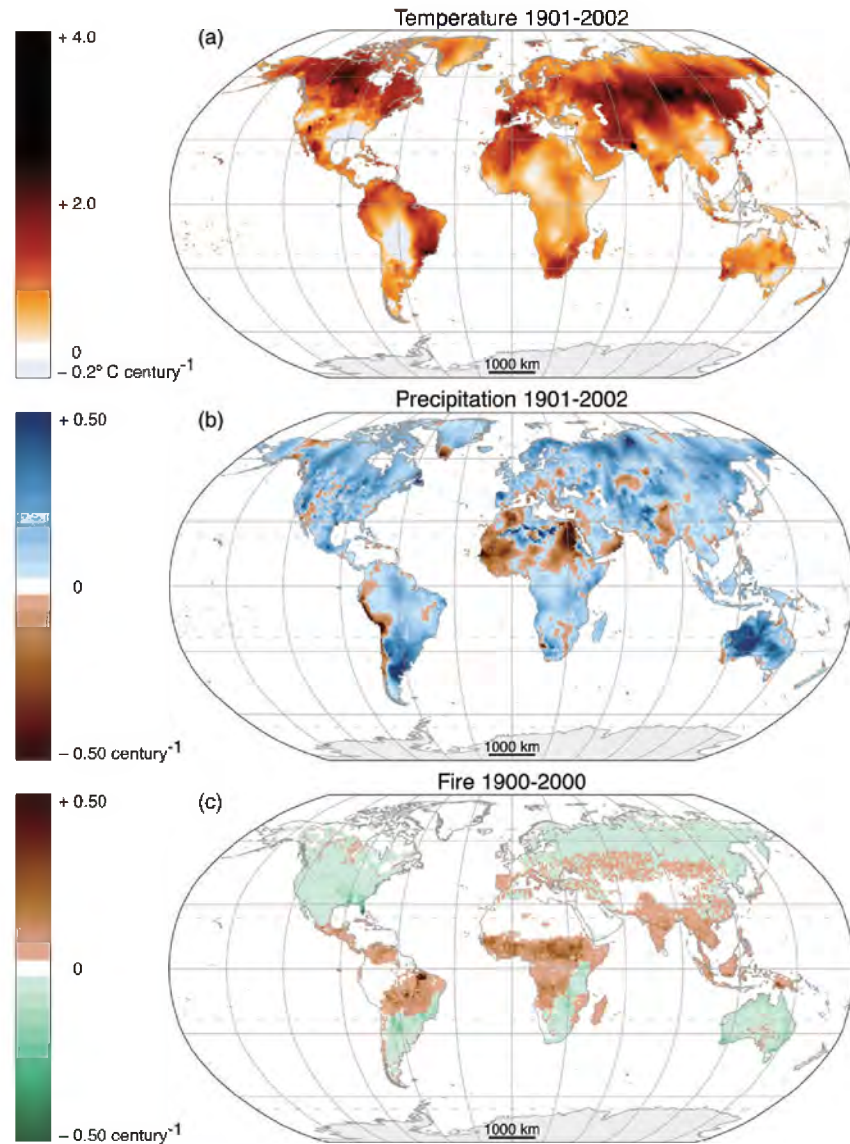 Temperature 1901-2002
(a)
+ 4.0
+ 2.0
0
– 0.2° C century⁻¹
1000 km
Precipitation 1901-2002
(b)
+ 0.50
0
– 0.50 century⁻¹
1000 km
Fire 1900-2000
(c)
+ 0.50
0
– 0.50 century⁻¹
1000 km